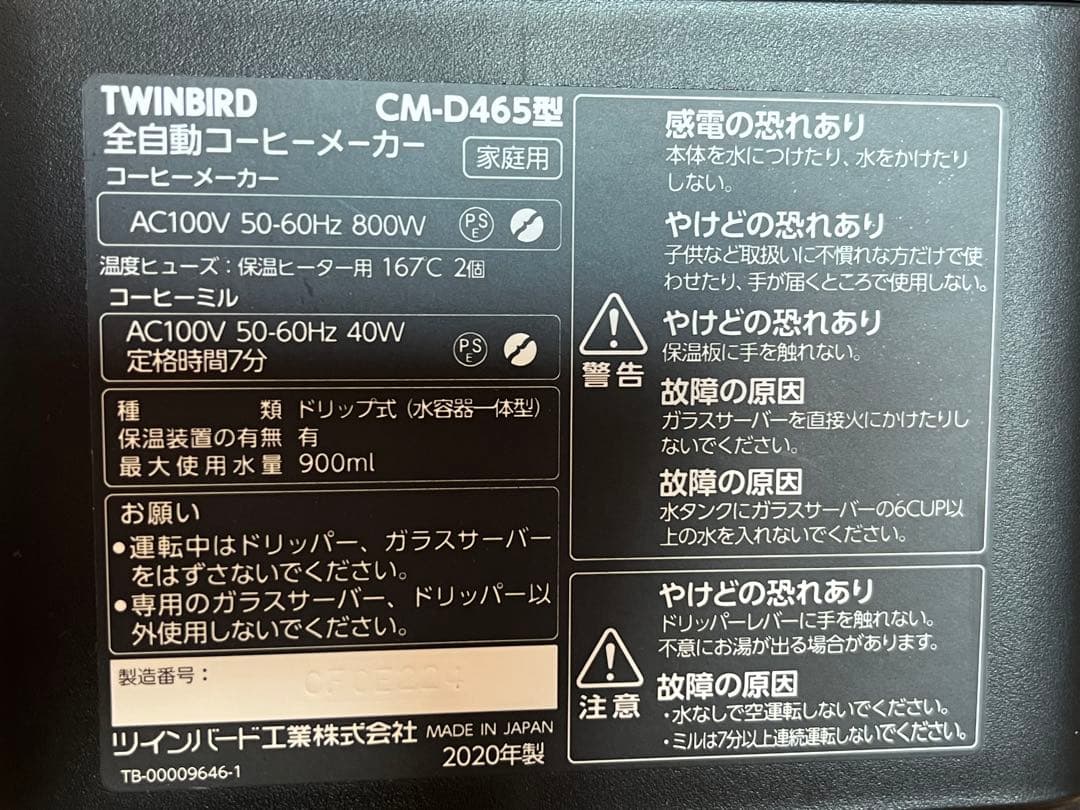 TWINBIRD CM-D465型
全自動コーヒーメーカー 家庭用
コーヒーメーカー
AC100V 50-60Hz 800W PSE
温度ヒューズ：保温ヒーター用 167℃ 2個
コーヒーミル
AC100V 50-60Hz 40W
定格時間7分 PSE
種類 ドリップ式（水容器一体型）
保温装置の有無 有
最大使用水量 900ml
お願い
●運転中はドリッパー、ガラスサーバー
をはずさないでください。
●専用のガラスサーバー、ドリッパー以
外使用しないでください。
製造番号：
ツインバード工業株式会社 MADE IN JAPAN
2020年製
TB-00009646-1
警告
感電の恐れあり
本体を水につけたり、水をかけたり
しない。
やけどの恐れあり
子供など取扱いに不慣れな方だけで使
わせたり、手が届くところで使用しない。
やけどの恐れあり
保温板に手を触れない。
故障の原因
ガラスサーバーを直接火にかけたりし
ないでください。
故障の原因
水タンクにガラスサーバーの6CUP以
上の水を入れないでください。
注意
やけどの恐れあり
ドリッパーレバーに手を触れない。
不意にお湯が出る場合があります。
故障の原因
・水なしで空運転しないでください。
・ミルは7分以上連続運転しないでください。